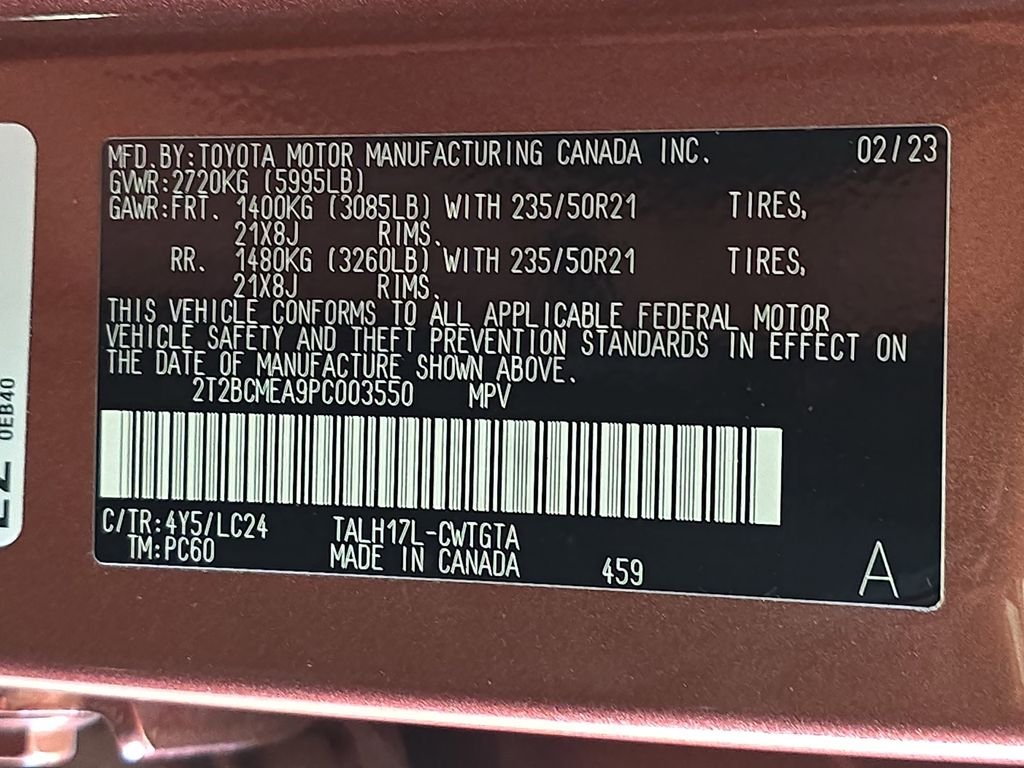 MFD.BY:TOYOTA MOTOR MANUFACTURING CANADA INC. 02/23
GVWR:2720KG (5995LB)
GAWR:FRT. 1400KG (3085LB) WITH 235/50R21 TIRES,
21X8J RIMS.
RR. 1480KG (3260LB) WITH 235/50R21 TIRES,
21X8J RIMS.
THIS VEHICLE CONFORMS TO ALL APPLICABLE FEDERAL MOTOR
VEHICLE SAFETY AND THEFT PREVENTION STANDARDS IN EFFECT ON
THE DATE OF MANUFACTURE SHOWN ABOVE.
2T2BCMEA9PC003550 MPV
C/TR:4Y5/LC24 TALH17L-CWTGTA
TM:PC60 MADE IN CANADA 459 A
0EB40